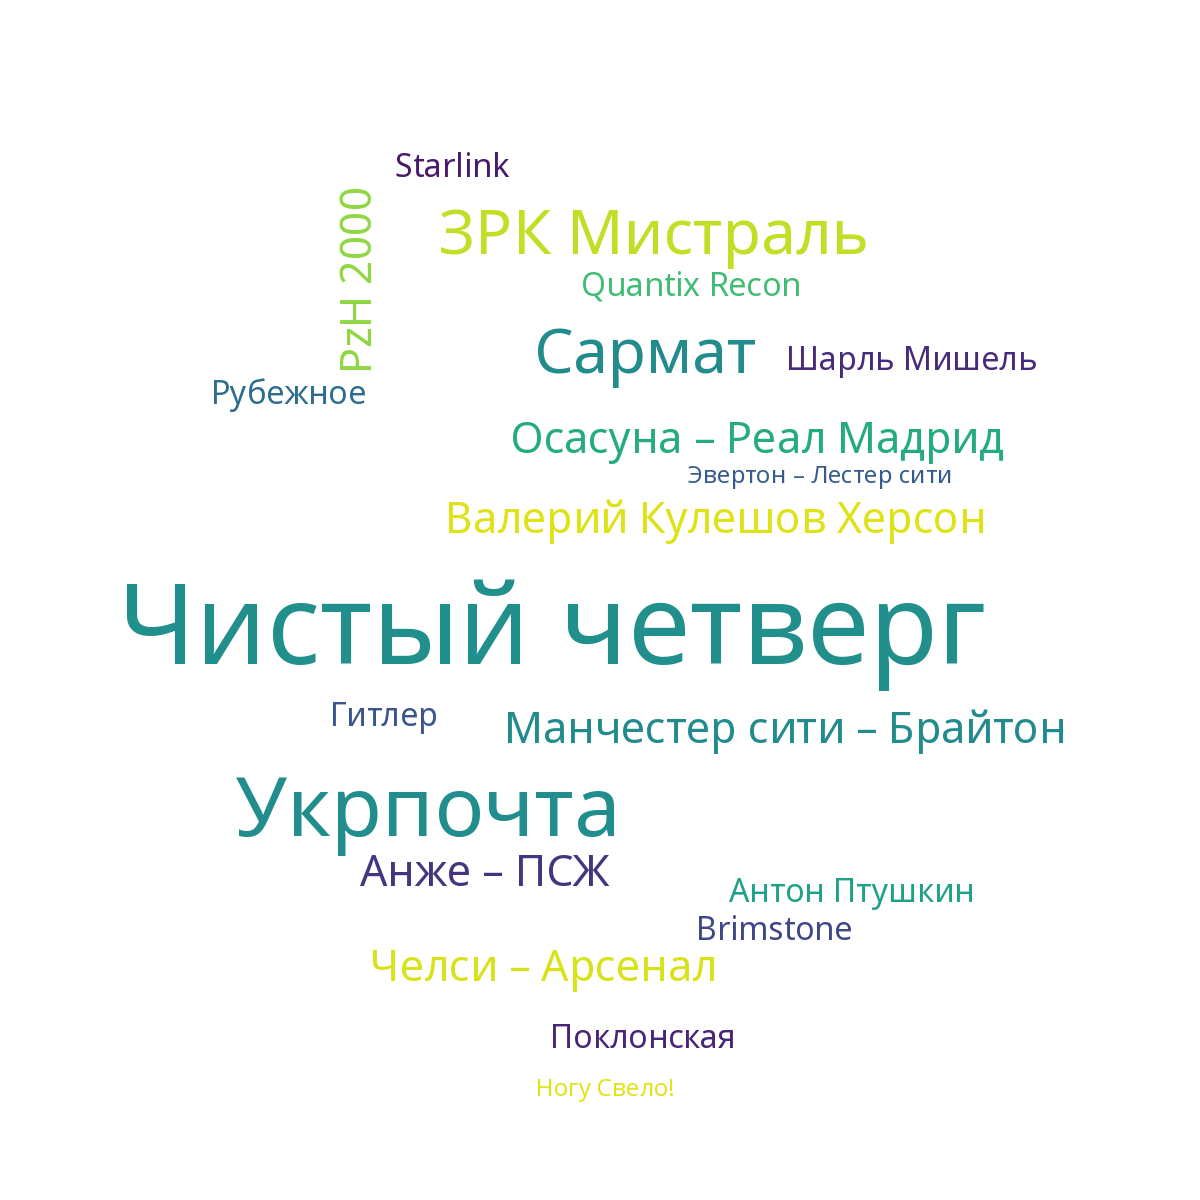 Starlink
PzH 2000
ЗРК Мистраль
Quantix Recon
Сармат
Шарль Мишель
Рубежное
Осасуна – Реал Мадрид
Эвертон – Лестер сити
Валерий Кулешов Херсон
Чистый четверг
Гитлер
Манчестер сити – Брайтон
Укрпочта
Анже – ПСЖ
Антон Птушкин
Brimstone
Челси – Арсенал
Поклонская
Ногу Свело!